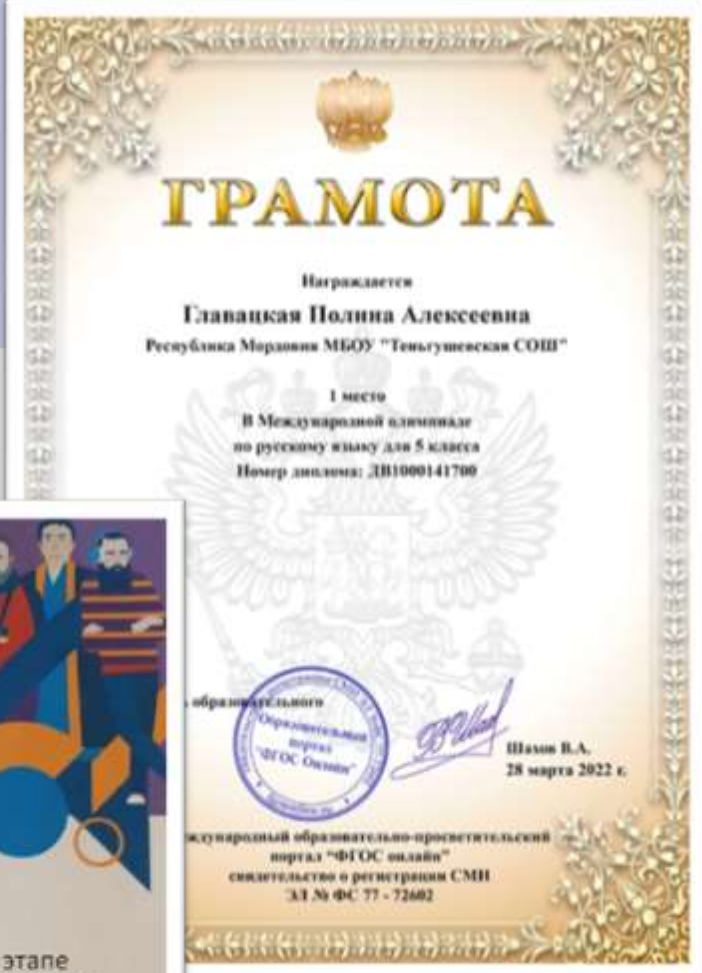 ГРАМОТА
Награждается
Главацкая Полина Алексеевна
Республика Мордовия МБОУ "Теньгушевская СОШ"
1 место
В Международной олимпиаде
по русскому языку для 5 класса
Номер диплома: ДВ1000141700
образовательного
Образовательный
портал
"ФГОС Онлайн"
Шахов В.А.
28 марта 2022 г.
ждународный образовательно-просветительский
портал "ФГОС онлайн"
свидетельство о регистрации СМИ
ЭЛ № ФС 77 - 72602
этапе